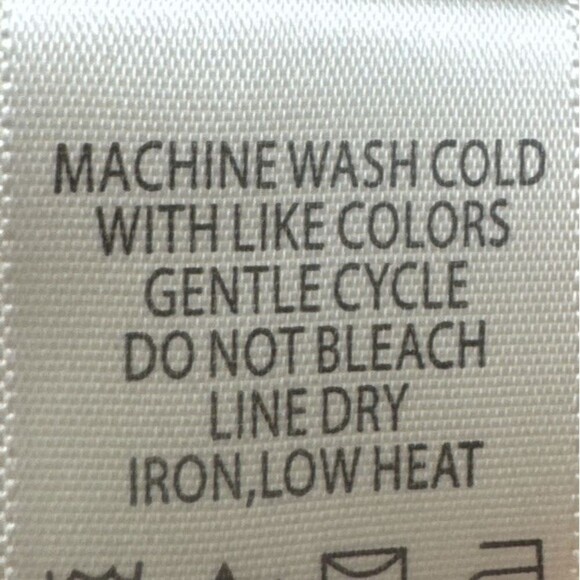 MACHINE WASH COLD
WITH LIKE COLORS
GENTLE CYCLE
DO NOT BLEACH
LINE DRY
IRON,LOW HEAT